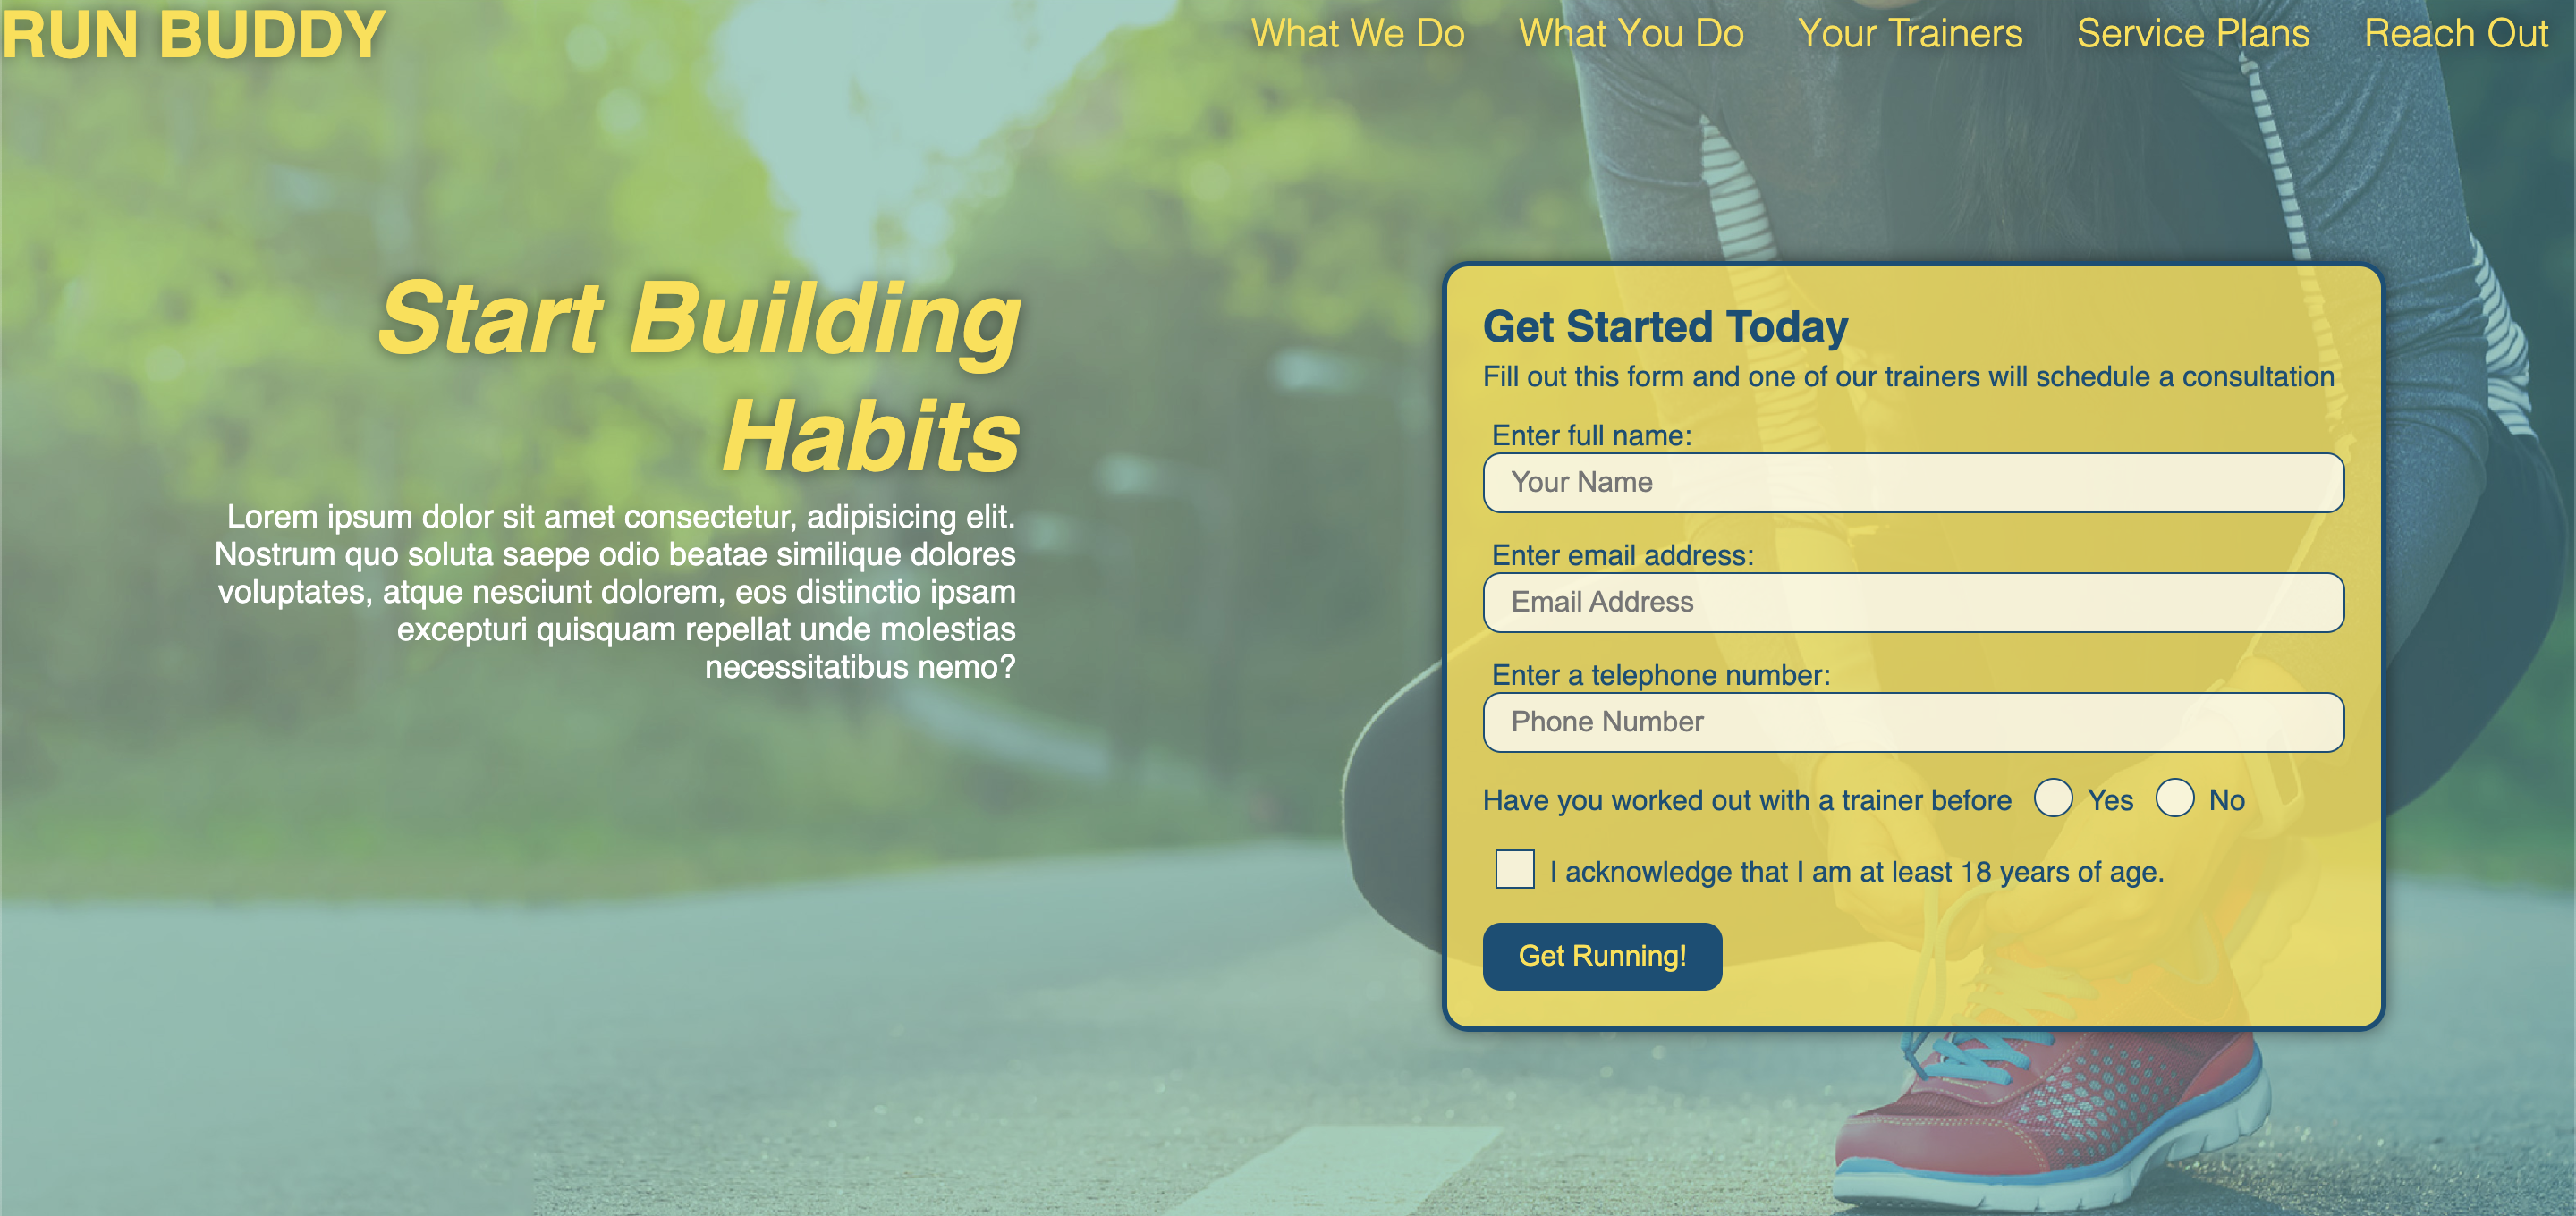 RUN BUDDY
What We Do What You Do Your Trainers Service Plans Reach Out
Start Building
Habits
Lorem ipsum dolor sit amet consectetur, adipisicing elit.
Nostrum quo soluta saepe odio beatae similique dolores
voluptates, atque nesciunt dolorem, eos distinctio ipsam
excepturi quisquam repellat unde molestias
necessitatibus nemo?
Get Started Today
Fill out this form and one of our trainers will schedule a consultation
Enter full name:
Your Name
Enter email address:
Email Address
Enter a telephone number:
Phone Number
Have you worked out with a trainer before Yes No
I acknowledge that I am at least 18 years of age.
Get Running!